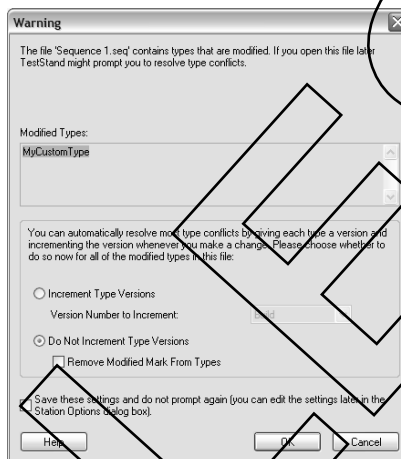 Warning
The file 'Sequence 1.seq' contains types that are modified. If you open this file later
TestStand might prompt you to resolve type conflicts.
Modified Types:
MyCustomType
You can automatically resolve most type conflicts by giving each type a version and
incrementing the version whenever you make a change. Please choose whether to
do so now for all of the modified types in this file:
Increment Type Versions
Version Number to Increment:
Build
Do Not Increment Type Versions
Remove Modified Mark From Types
Save these settings and do not prompt again (you can edit the settings later in the
Station Options dialog box).
Help
OK
Cancel